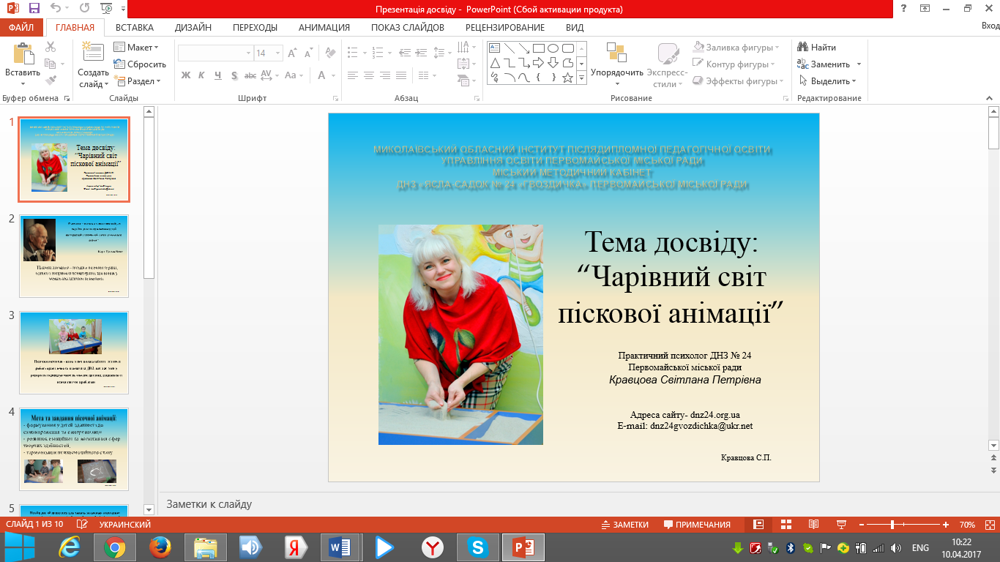 Презентація досвіду - PowerPoint (Сбой активации продукта)
ФАЙЛ ГЛАВНАЯ ВСТАВКА ДИЗАЙН ПЕРЕХОДЫ АНИМАЦИЯ ПОКАЗ СЛАЙДОВ РЕЦЕНЗИРОВАНИЕ ВИД Вход
Вставить
Буфер обмена
Создать слайд
Макет
Сбросить
Раздел
Слайды
14
Ж К Ч S abc AV Aa A
Шрифт
Абзац
Упорядочить
Экспресс-стили
Заливка фигуры
Контур фигуры
Эффекты фигуры
Рисование
Найти
Заменить
Выделить
Редактирование
1
Тема досвіду:
“Чарівний світ
піскової анімації”
2
3
4
Мета та завдання пісочної анімації:
5
МИКОЛАЇВСЬКИЙ ОБЛАСНИЙ ІНСТИТУТ ПІСЛЯДИПЛОМНОЇ ПЕДАГОГІЧНОЇ ОСВІТИ
УПРАВЛІННЯ ОСВІТИ ПЕРВОМАЙСЬКОЇ МІСЬКОЇ РАДИ
МІСЬКИЙ МЕТОДИЧНИЙ КАБІНЕТ
ДНЗ «ЯСЛА-САДОК № 24 «ГВОЗДИЧКА» ПЕРВОМАЙСЬКОЇ МІСЬКОЇ РАДИ
Тема досвіду:
“Чарівний світ
піскової анімації”
Практичний психолог ДНЗ № 24
Первомайської міської ради
Кравцова Світлана Петрівна
Адреса сайту- dnz24.org.ua
E-mail: dnz24gvozdichka@ukr.net
Кравцова С.П.
Заметки к слайду
СЛАЙД 1 ИЗ 10 УКРАИНСКИЙ ЗАМЕТКИ ПРИМЕЧАНИЯ 70%
ENG
10:22
10.04.2017